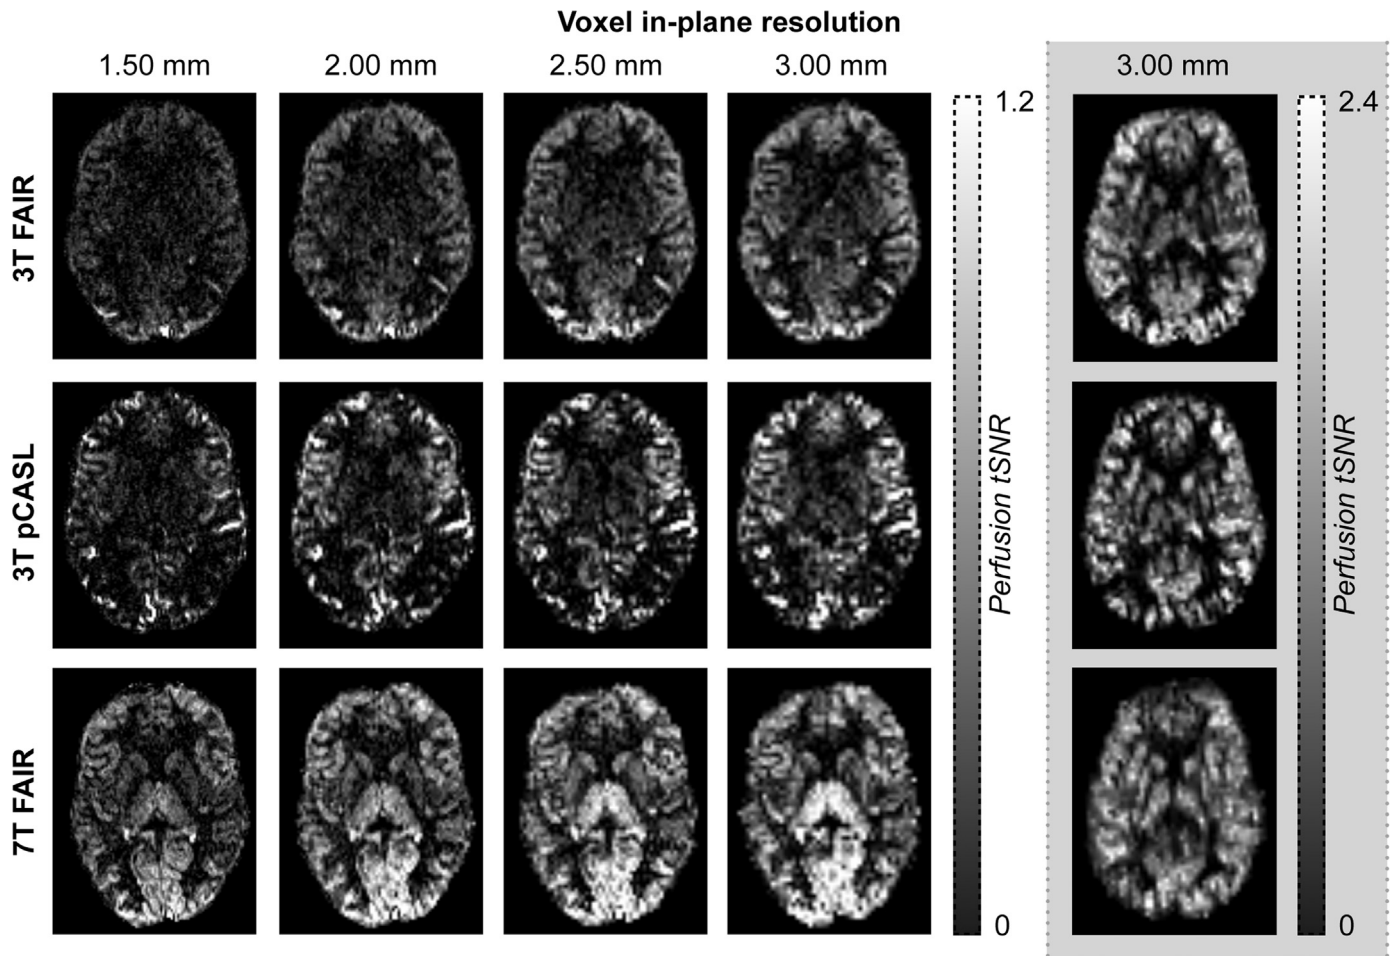 Voxel in-plane resolution
1.50 mm
2.00 mm
2.50 mm
3.00 mm
3.00 mm
3T FAIR
3T pCASL
7T FAIR
1.2
Perfusion tSNR
0
2.4
Perfusion tSNR
0